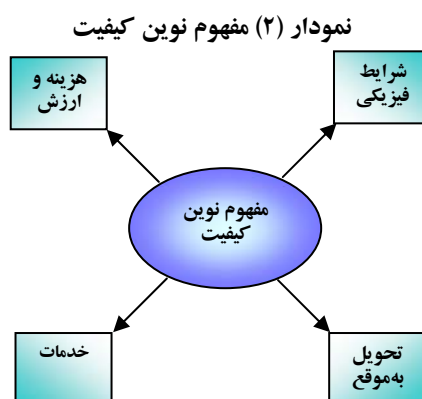 نمودار (۲) مفهوم نوین کیفیت
شرایط
فیزیکی
هزینه و
ارزش
مفهوم نوین
کیفیت
تحویل
به‌موقع
خدمات